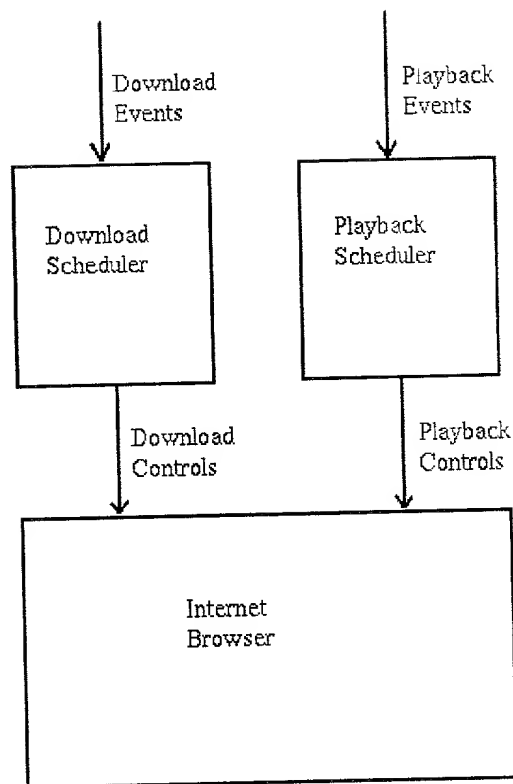 Download
Events
Playback
Events
Download
Scheduler
Playback
Scheduler
Download
Controls
Playback
Controls
Internet
Browser